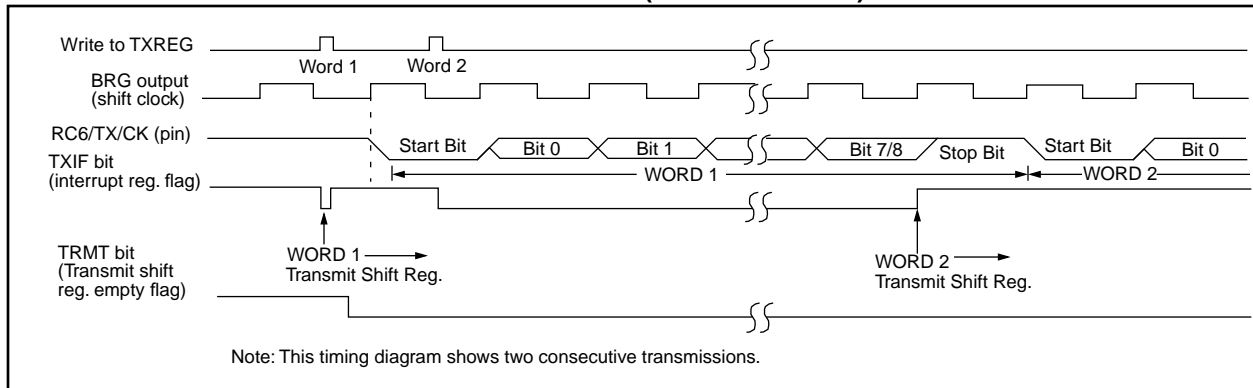 Write to TXREG
Word 1
Word 2
BRG output
(shift clock)
RC6/TX/CK (pin)
Start Bit
Bit 0
Bit 1
Bit 7/8
Stop Bit
Start Bit
Bit 0
WORD 1
WORD 2
TXIF bit
(interrupt reg. flag)
WORD 1
Transmit Shift Reg.
WORD 2
Transmit Shift Reg.
TRMT bit
(Transmit shift
reg. empty flag)
Note: This timing diagram shows two consecutive transmissions.